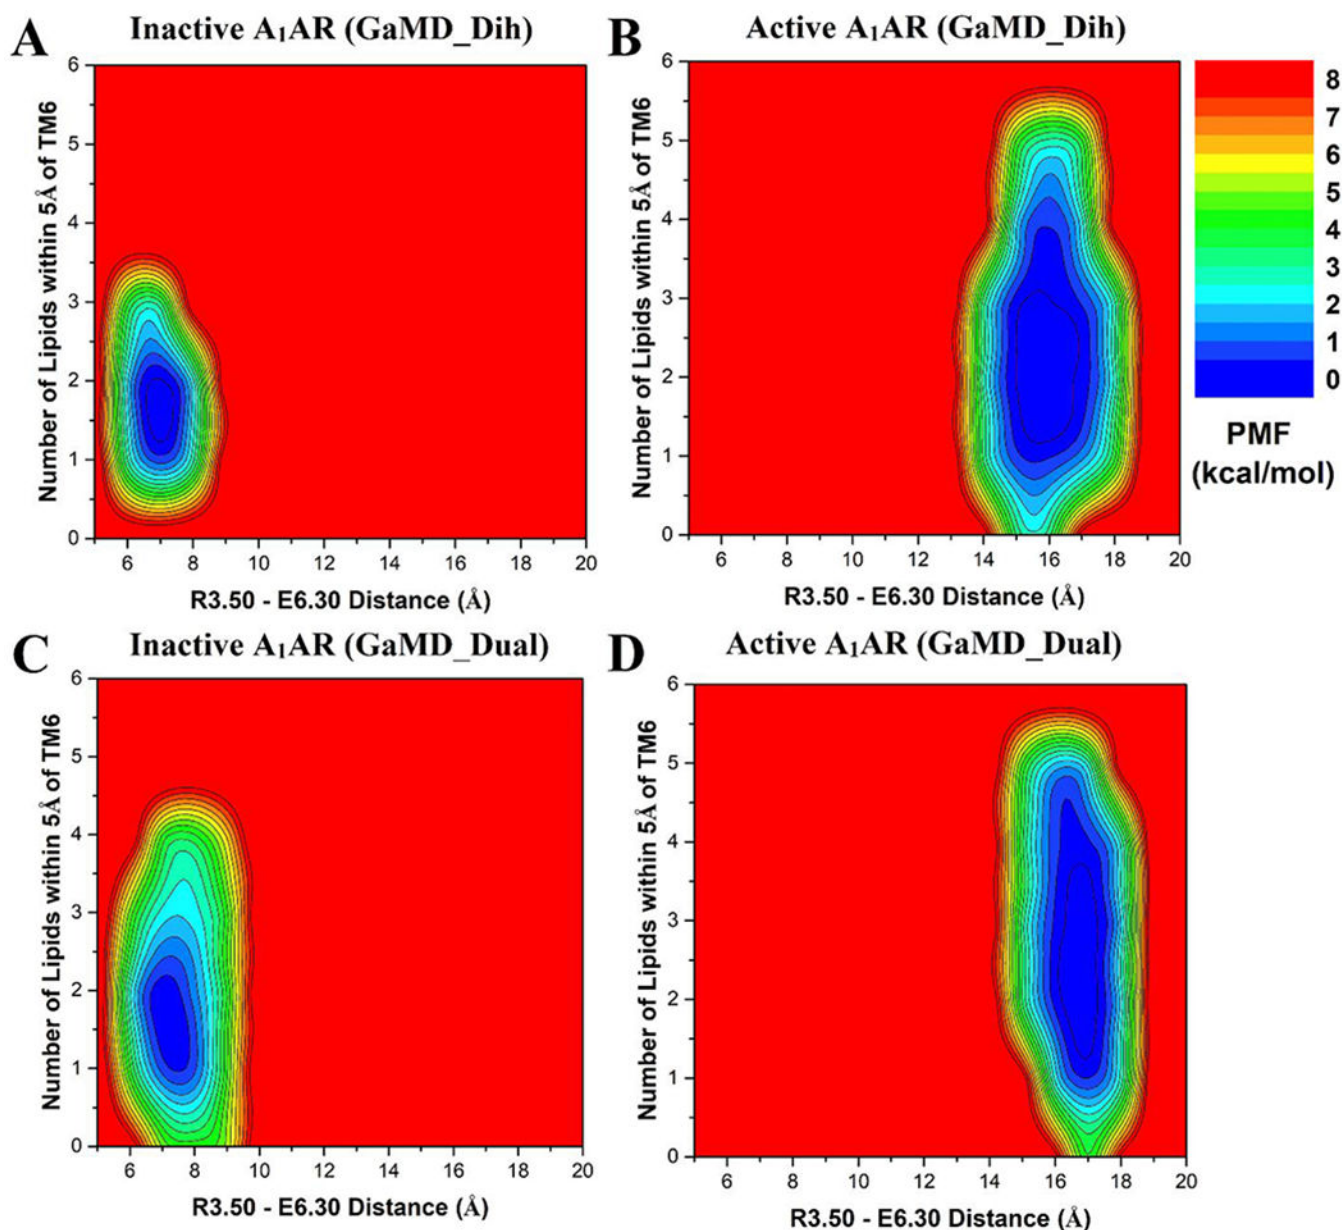 A Inactive A₁AR (GaMD_Dih)
Number of Lipids within 5Å of TM6
6
5
4
3
2
1
0
6 8 10 12 14 16 18 20
R3.50 - E6.30 Distance (Å)
B Active A₁AR (GaMD_Dih)
Number of Lipids within 5Å of TM6
6
5
4
3
2
1
0
6 8 10 12 14 16 18 20
R3.50 - E6.30 Distance (Å)
8
7
6
5
4
3
2
1
0
PMF
(kcal/mol)
C Inactive A₁AR (GaMD_Dual)
Number of Lipids within 5Å of TM6
6
5
4
3
2
1
0
6 8 10 12 14 16 18 20
R3.50 - E6.30 Distance (Å)
D Active A₁AR (GaMD_Dual)
Number of Lipids within 5Å of TM6
6
5
4
3
2
1
0
6 8 10 12 14 16 18 20
R3.50 - E6.30 Distance (Å)